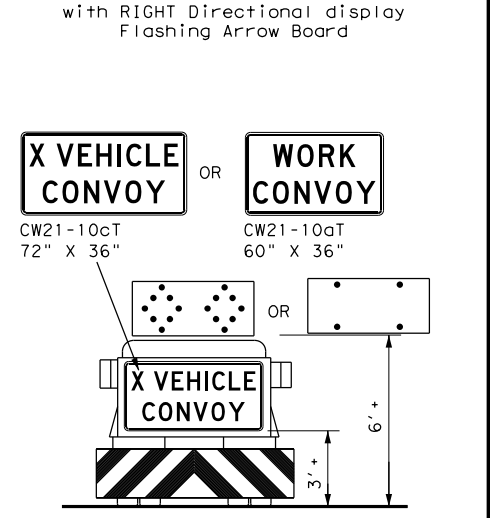 with RIGHT Directional display
Flashing Arrow Board
X VEHICLE
CONVOY
OR
WORK
CONVOY
CW21-10cT
72" X 36"
CW21-10aT
60" X 36"
OR
X VEHICLE
CONVOY
6' +
3' +